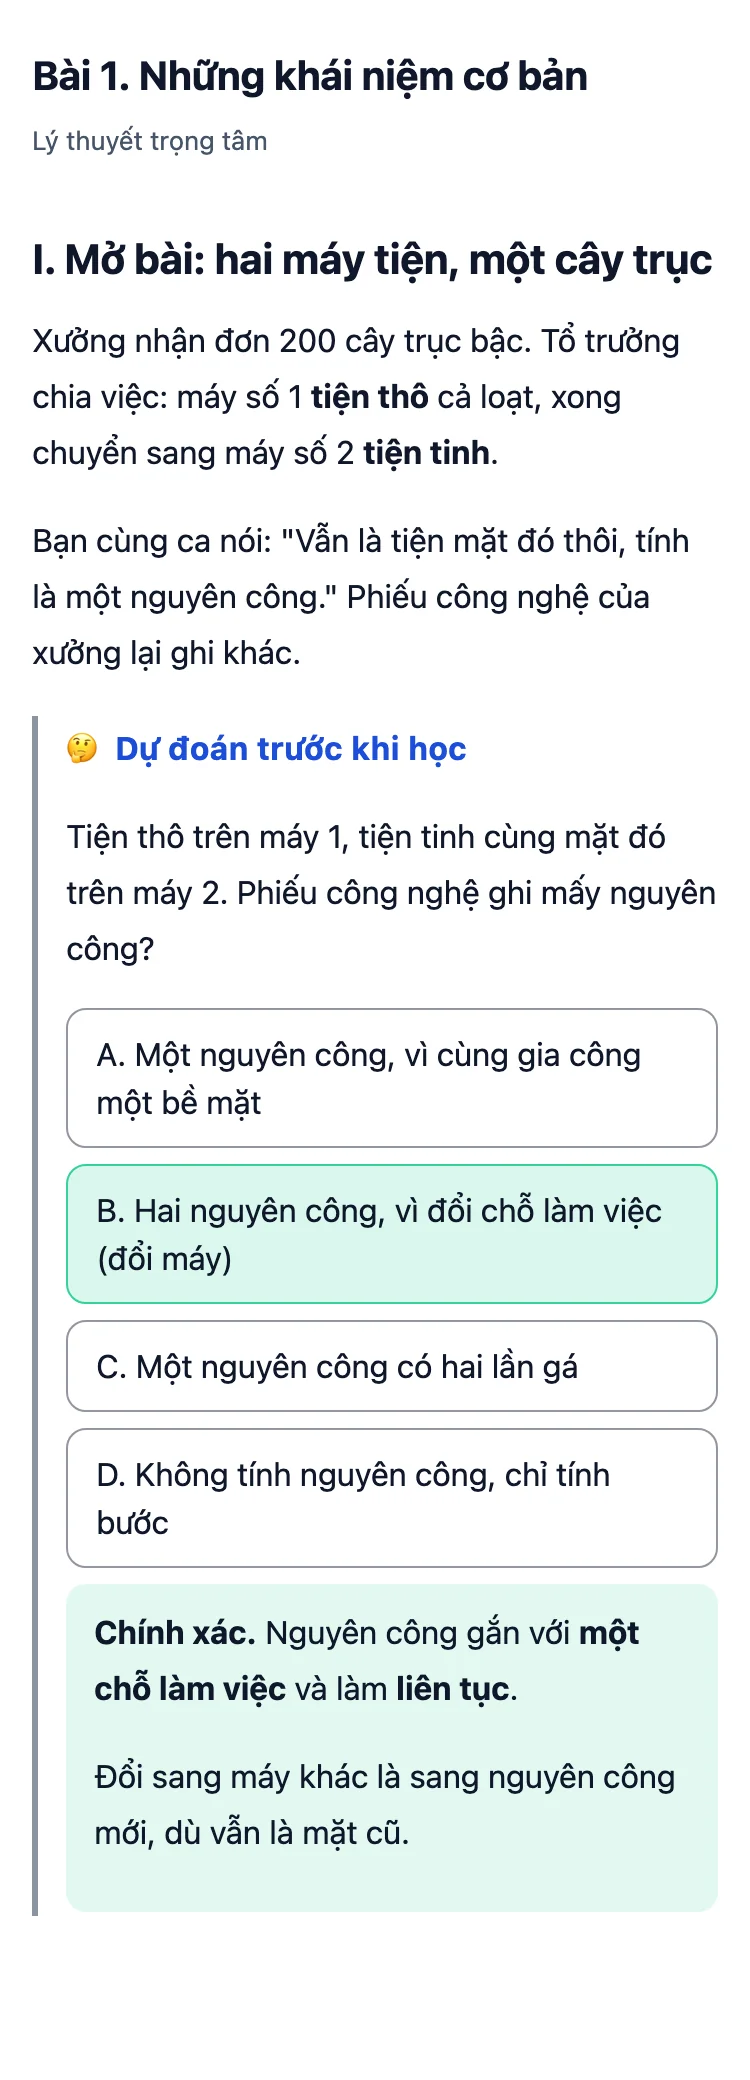 Bài 1. Những khái niệm cơ bản
Lý thuyết trọng tâm
I. Mở bài: hai máy tiện, một cây trục
Xưởng nhận đơn 200 cây trục bậc. Tổ trưởng
chia việc: máy số 1 tiện thô cả loạt, xong
chuyển sang máy số 2 tiện tinh.
Bạn cùng ca nói: "Vẫn là tiện mặt đó thôi, tính
là một nguyên công." Phiếu công nghệ của
xưởng lại ghi khác.
🤔 Dự đoán trước khi học
Tiện thô trên máy 1, tiện tinh cùng mặt đó
trên máy 2. Phiếu công nghệ ghi mấy nguyên
công?
A. Một nguyên công, vì cùng gia công
một bề mặt
B. Hai nguyên công, vì đổi chỗ làm việc
(đổi máy)
C. Một nguyên công có hai lần gá
D. Không tính nguyên công, chỉ tính
bước
Chính xác. Nguyên công gắn với một
chỗ làm việc và làm liên tục.
Đổi sang máy khác là sang nguyên công
mới, dù vẫn là mặt cũ.